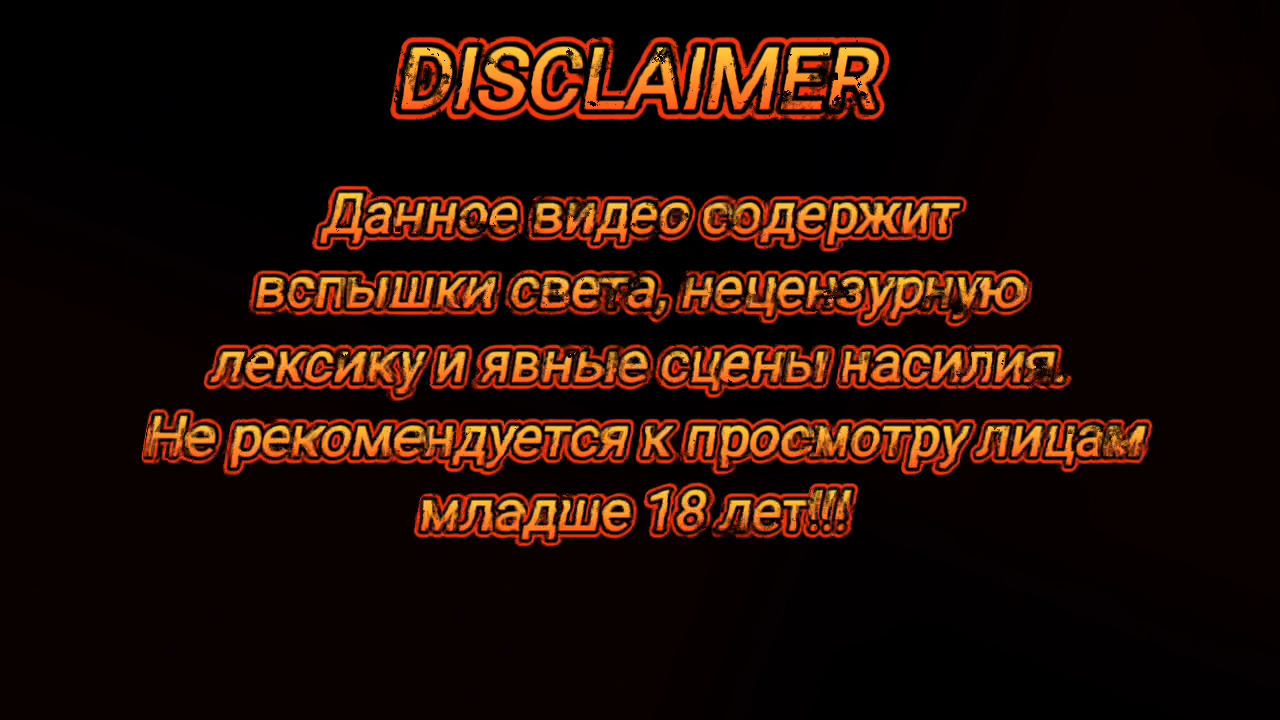 DISCLAIMER
Данное видео содержит
вспышки света, нецензурную
лексику и явные сцены насилия.
Не рекомендуется к просмотру лицам
младше 18 лет!!!